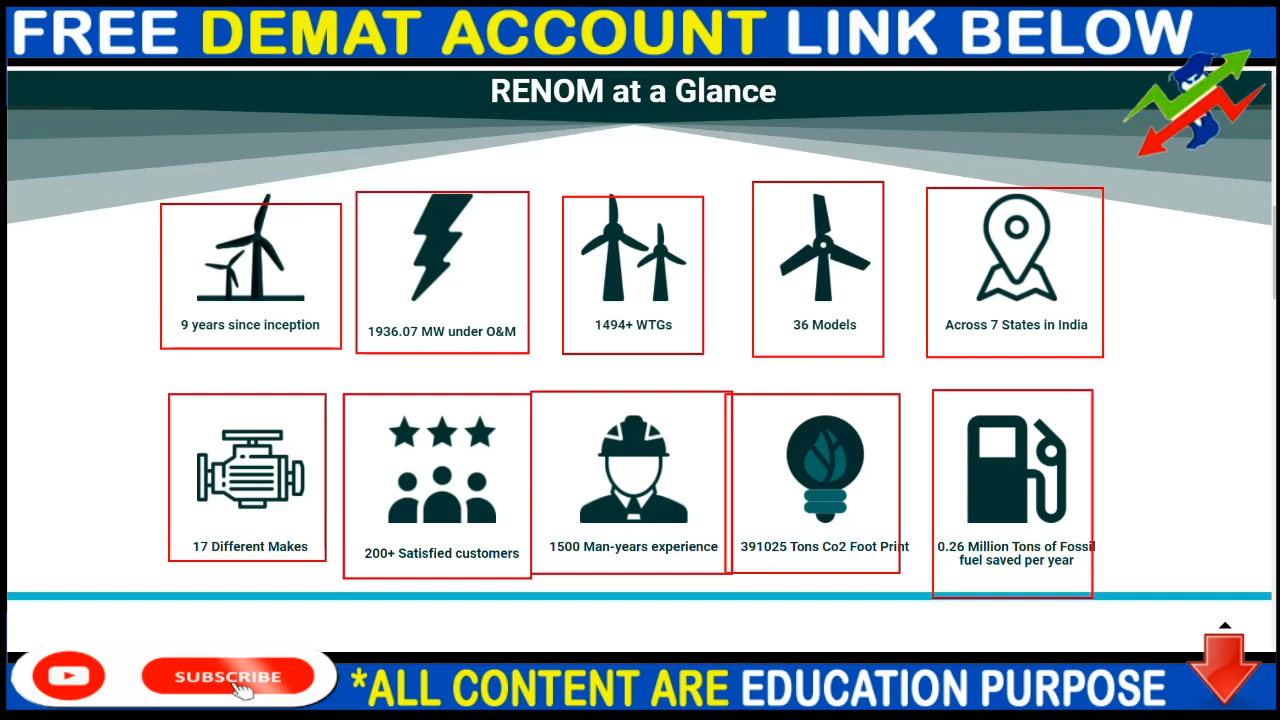 FREE DEMAT ACCOUNT LINK BELOW
RENOM at a Glance
9 years since inception
1936.07 MW under O&M
1494+ WTGs
36 Models
Across 7 States in India
17 Different Makes
200+ Satisfied customers
1500 Man-years experience
391025 Tons Co2 Foot Print
0.26 Million Tons of Fossil
fuel saved per year
SUBSCRIBE
*ALL CONTENT ARE EDUCATION PURPOSE